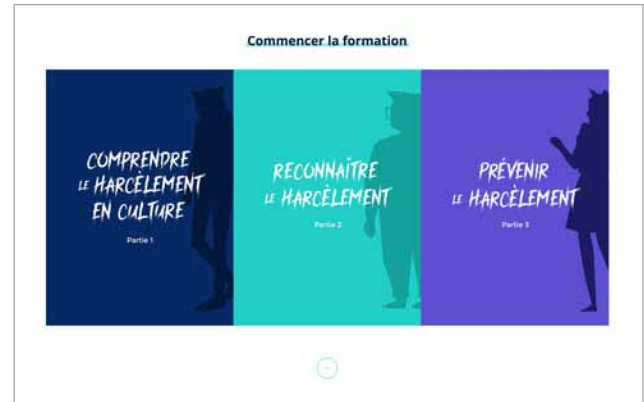 Commencer la formation
COMPRENDRE
LE HARCÈLEMENT
EN CULTURE
Partie 1
RECONNAÎTRE
LE HARCÈLEMENT
Partie 2
PRÉVENIR
LE HARCÈLEMENT
Partie 3